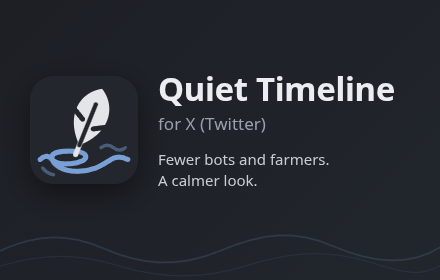 Quiet Timeline
for X (Twitter)
Fewer bots and farmers.
A calmer look.